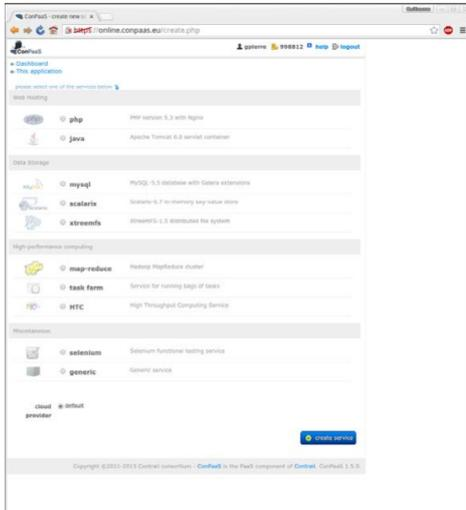 ConPaaS - create new se
Guillaume
https://online.conpaas.eu/create.php
ConPaaS
gpierre 998812 help logout
Dashboard
This application
please select one of the services below
Web Hosting
php PHP version 5.3 with Nginx
java Apache Tomcat 6.0 servlet container
Data Storage
mysql MySQL-5.5 database with Galera extensions
scalarix Scalarix-0.7 in-memory key-value store
xtreemfs XtreemFS-1.5 distributed file system
High-performance computing
map-reduce Hadoop MapReduce cluster
task farm Service for running bags of tasks
HTC High Throughput Computing Service
Miscellaneous
selenium Selenium functional testing service
generic Generic service
cloud provider default
create service
Copyright ©2011-2015 Contrail consortium - ConPaaS is the PaaS component of Contrail. ConPaaS 1.5.0.